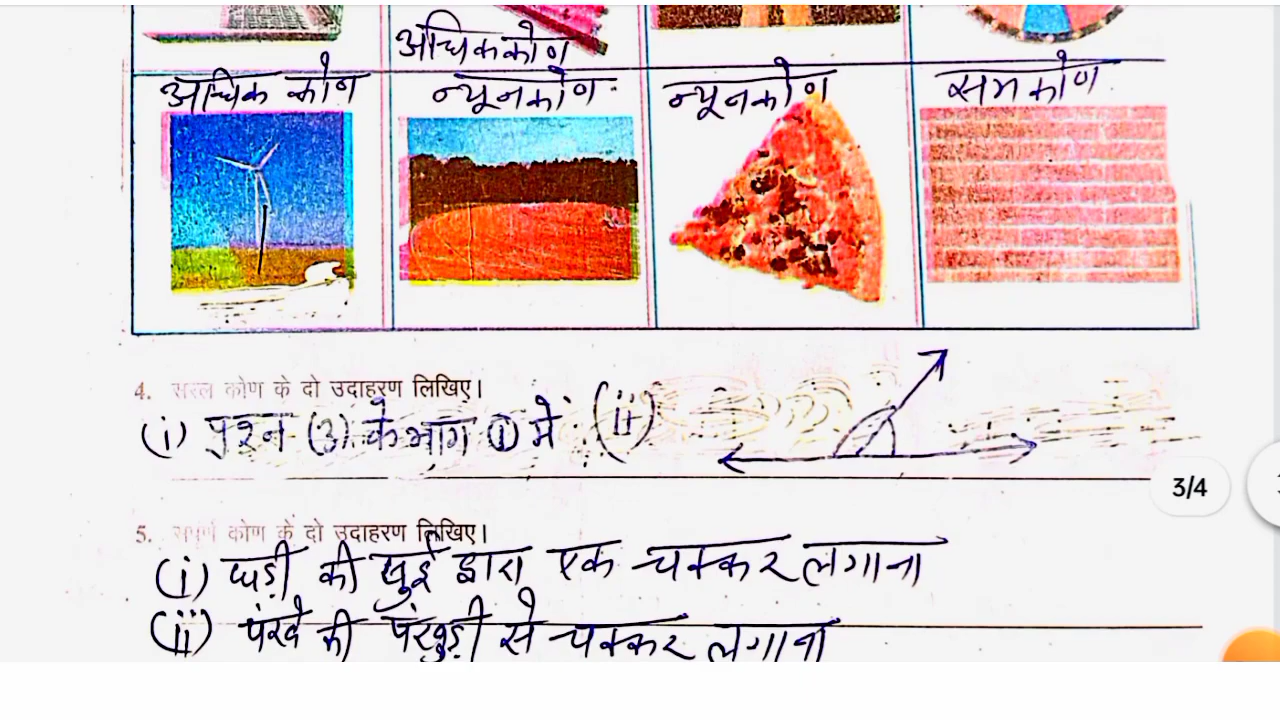 अधिककोण
अधिक कोण न्यूनकोण न्यूनकोण समकोण
4. सरल कोण के दो उदाहरण लिखिए।
(i) प्रश्न (3) के भाग ① में (ii)
3/4
5. संपूर्ण कोण के दो उदाहरण लिखिए।
(i) घड़ी की सुई द्वारा एक चक्कर लगाना
(ii) पंखे की पंखुड़ी से चक्कर लगाना